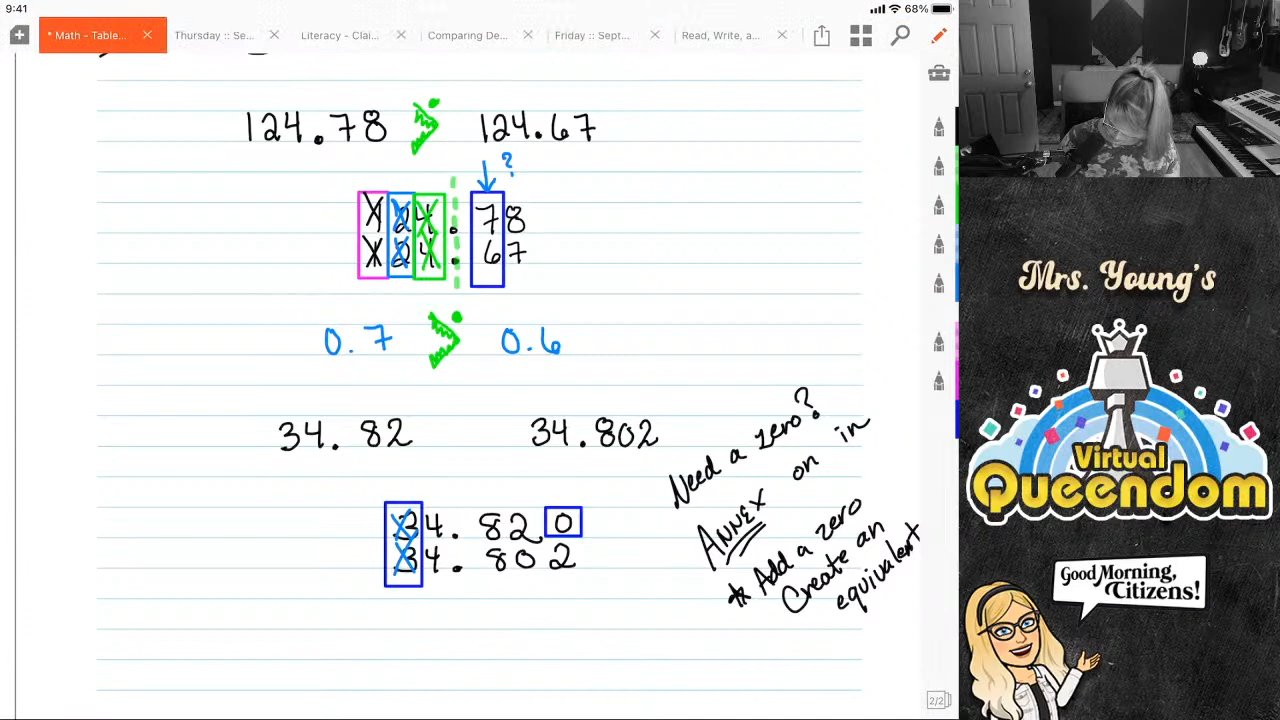 9:41
68%
* Math - Table...
Thursday :: Se...
Literacy - Clai...
Comparing De...
Friday :: Sept...
Read, Write, a...
124.78 > 124.67
?
124.78
124.67
0.7 > 0.6
34.82 34.802
34.820
34.802
Need a zero?
ANNEX on in
* Add a zero
Create an
equivalent
2/2
Mrs. Young's
Virtual
Queendom
Good Morning,
Citizens!